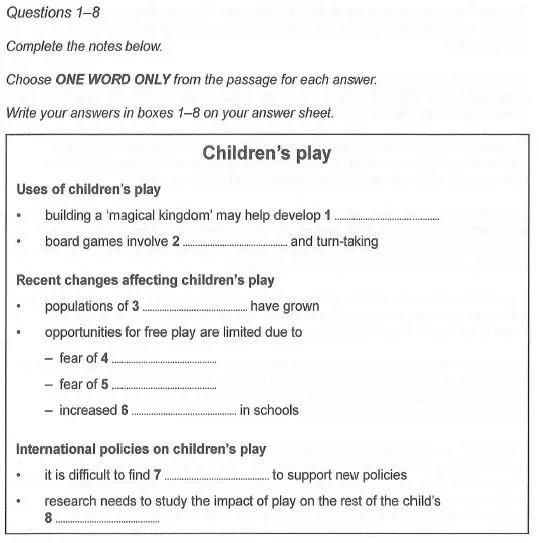 Questions 1–8
Complete the notes below.
Choose ONE WORD ONLY from the passage for each answer.
Write your answers in boxes 1–8 on your answer sheet.
Children's play
Uses of children's play
• building a 'magical kingdom' may help develop 1 ........................................
• board games involve 2 ........................................ and turn-taking
Recent changes affecting children's play
• populations of 3 ........................................ have grown
• opportunities for free play are limited due to
– fear of 4 ........................................
– fear of 5 ........................................
– increased 6 ........................................ in schools
International policies on children's play
• it is difficult to find 7 ........................................ to support new policies
• research needs to study the impact of play on the rest of the child's
8 ........................................